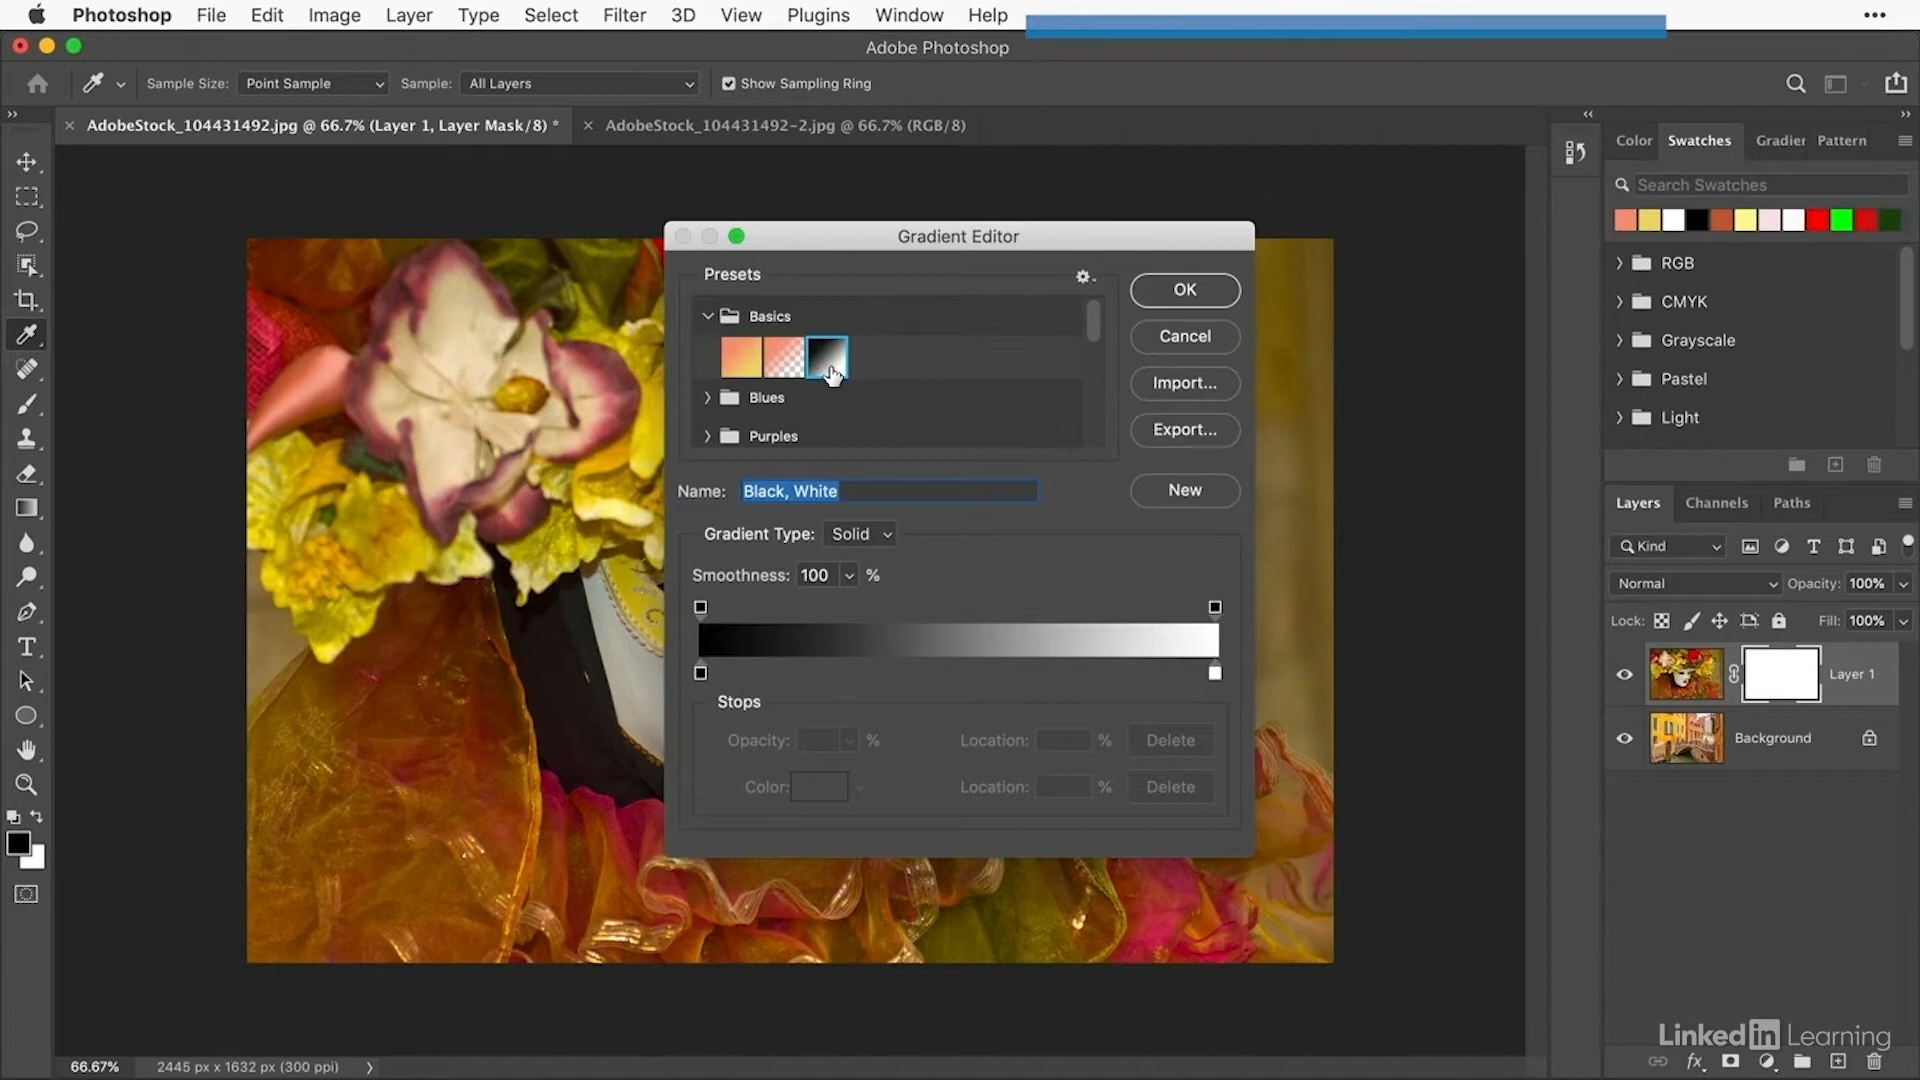 Photoshop File Edit Image Layer Type Select Filter 3D View Plugins Window Help
Adobe Photoshop
Sample Size: Point Sample Sample: All Layers Show Sampling Ring
AdobeStock_104431492.jpg @ 66.7% (Layer 1, Layer Mask/8) *
AdobeStock_104431492-2.jpg @ 66.7% (RGB/8)
Color Swatches Gradier Pattern
Search Swatches
RGB
CMYK
Grayscale
Pastel
Light
Gradient Editor
Presets
Basics
Blues
Purples
OK
Cancel
Import...
Export...
Name: Black, White
New
Gradient Type: Solid
Smoothness: 100 %
Stops
Opacity: % Location: % Delete
Color: Location: % Delete
Layers Channels Paths
Kind
Normal Opacity: 100%
Lock: Fill: 100%
Layer 1
Background
66.67% 2445 px x 1632 px (300 ppi)
Linked in Learning
fx